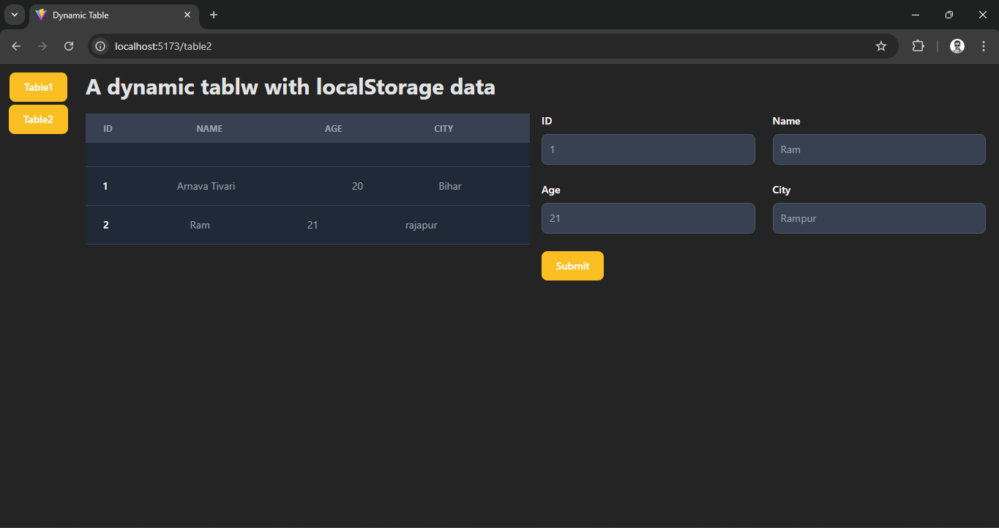 Dynamic Table
localhost:5173/table2
Table1
Table2
A dynamic tablw with localStorage data
ID NAME AGE CITY
1 Arnava Tivari 20 Bihar
2 Ram 21 rajapur
ID Name
1 Ram
Age City
21 Rampur
Submit